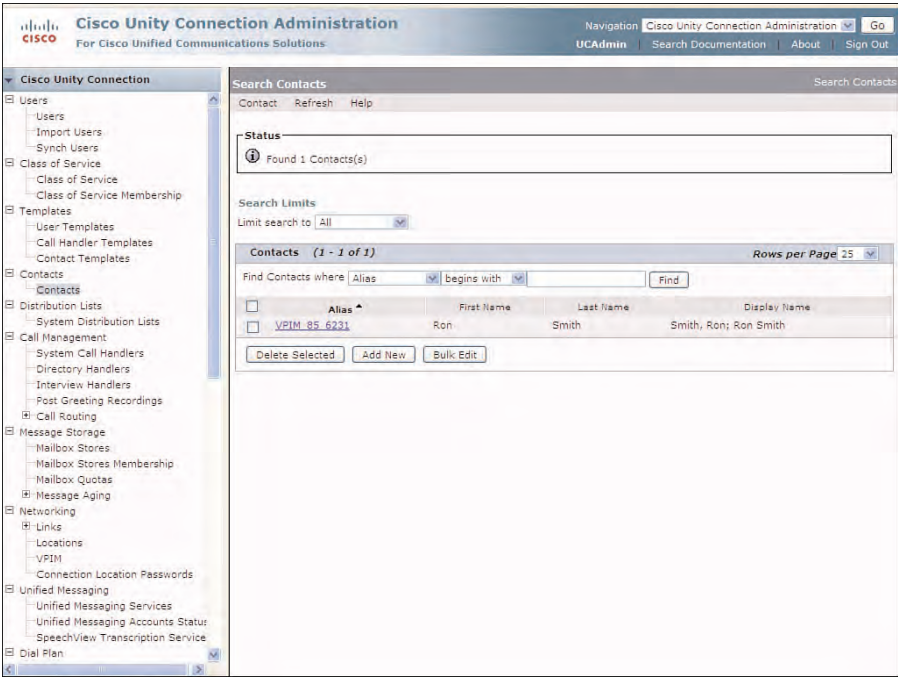 CISCO
Cisco Unity Connection Administration
For Cisco Unified Communications Solutions
Navigation Cisco Unity Connection Administration Go
UCAdmin | Search Documentation | About | Sign Out
Cisco Unity Connection
Users
Users
Import Users
Synch Users
Class of Service
Class of Service
Class of Service Membership
Templates
User Templates
Call Handler Templates
Contact Templates
Contacts
Contacts
Distribution Lists
System Distribution Lists
Call Management
System Call Handlers
Directory Handlers
Interview Handlers
Post Greeting Recordings
Call Routing
Message Storage
Mailbox Stores
Mailbox Stores Membership
Mailbox Quotas
Message Aging
Networking
Links
Locations
VPIM
Connection Location Passwords
Unified Messaging
Unified Messaging Services
Unified Messaging Accounts Status
SpeechView Transcription Service
Dial Plan
Search Contacts Search Contacts
Contact Refresh Help
Status
Found 1 Contacts(s)
Search Limits
Limit search to All
Contacts (1 - 1 of 1) Rows per Page 25
Find Contacts where Alias begins with Find
Alias First Name Last Name Display Name
VPIM_85_6231 Ron Smith Smith, Ron; Ron Smith
Delete Selected Add New Bulk Edit